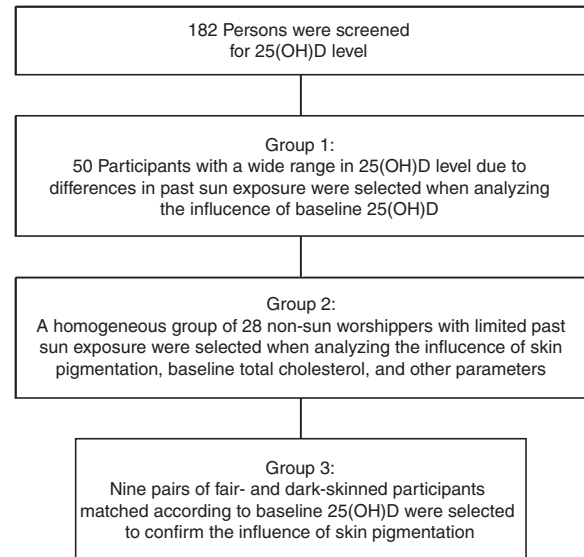 182 Persons were screened
for 25(OH)D level
Group 1:
50 Participants with a wide range in 25(OH)D level due to
differences in past sun exposure were selected when analyzing
the influcence of baseline 25(OH)D
Group 2:
A homogeneous group of 28 non-sun worshippers with limited past
sun exposure were selected when analyzing the influcence of skin
pigmentation, baseline total cholesterol, and other parameters
Group 3:
Nine pairs of fair- and dark-skinned participants
matched according to baseline 25(OH)D were selected
to confirm the influence of skin pigmentation